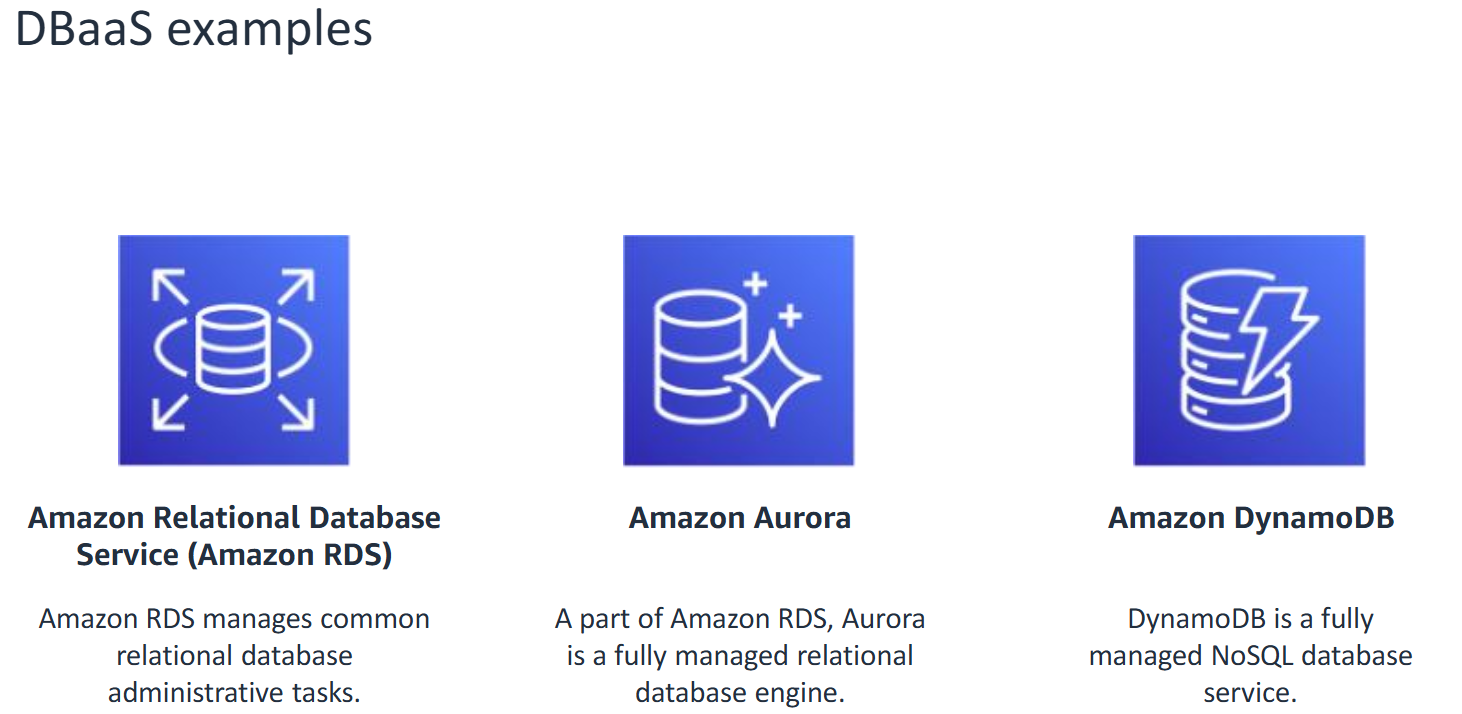 DBaaS examples
Amazon Relational Database
Service (Amazon RDS)
Amazon RDS manages common
relational database
administrative tasks.
Amazon Aurora
A part of Amazon RDS, Aurora
is a fully managed relational
database engine.
Amazon DynamoDB
DynamoDB is a fully
managed NoSQL database
service.